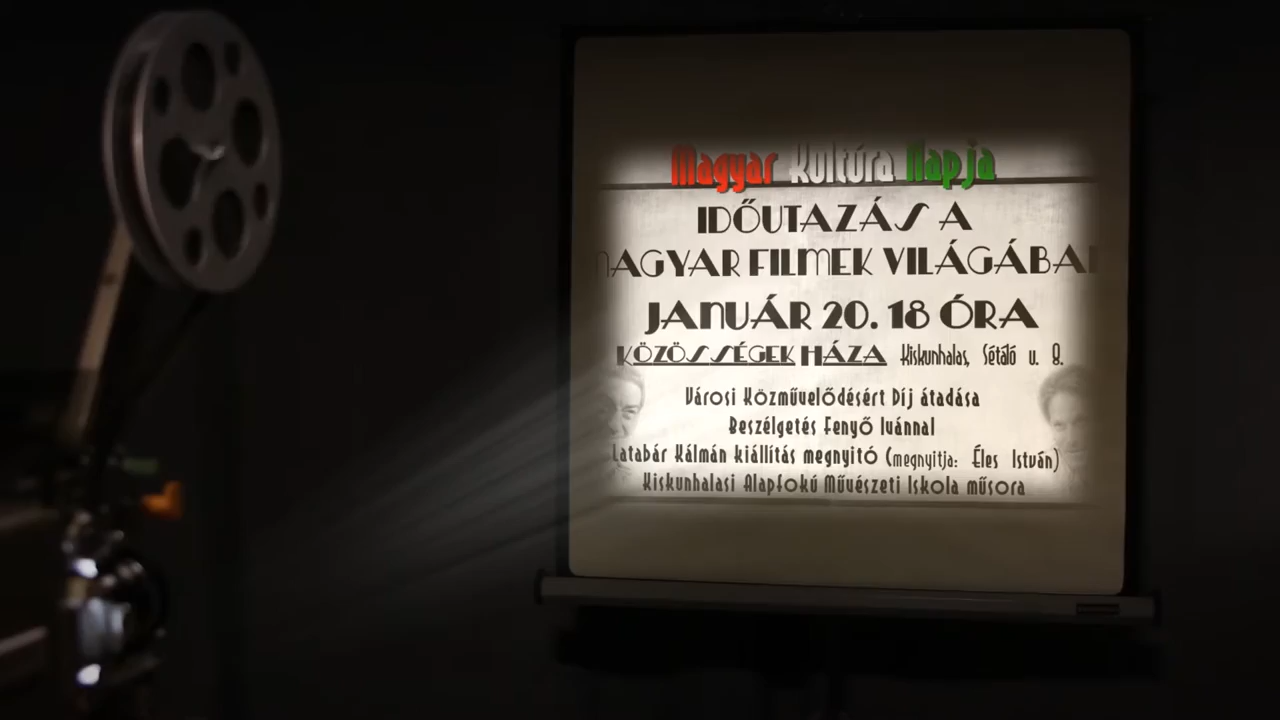 Magyar Kultúra Napja
IDŐUTAZÁS A
MAGYAR FILMEK VILÁGÁBAN
JANUÁR 20. 18 ÓRA
KÖZÖSSÉGEK HÁZA Kiskunhalas, Sétáló u. 8.
Városi Közművelődésért Díj átadása
Beszélgetés Fenyő Ivánnal
Latabár Kálmán kiállítás megnyitó (megnyitja: Éles István)
Kiskunhalasi Alapfokú Művészeti Iskola műsora